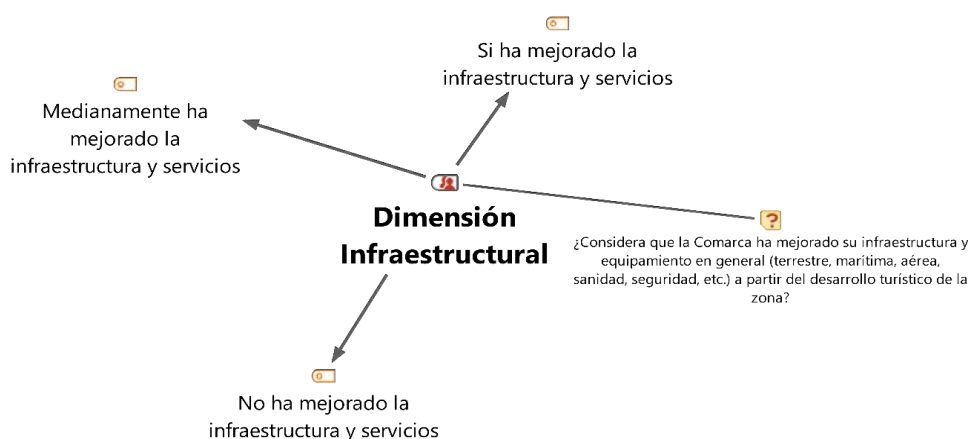 Si ha mejorado la
infraestructura y servicios
Medianamente ha
mejorado la
infraestructura y servicios
Dimensión
Infraestructural
¿Considera que la Comarca ha mejorado su infraestructura y
equipamiento en general (terrestre, marítima, aérea,
sanidad, seguridad, etc.) a partir del desarrollo turístico de la
zona?
No ha mejorado la
infraestructura y servicios